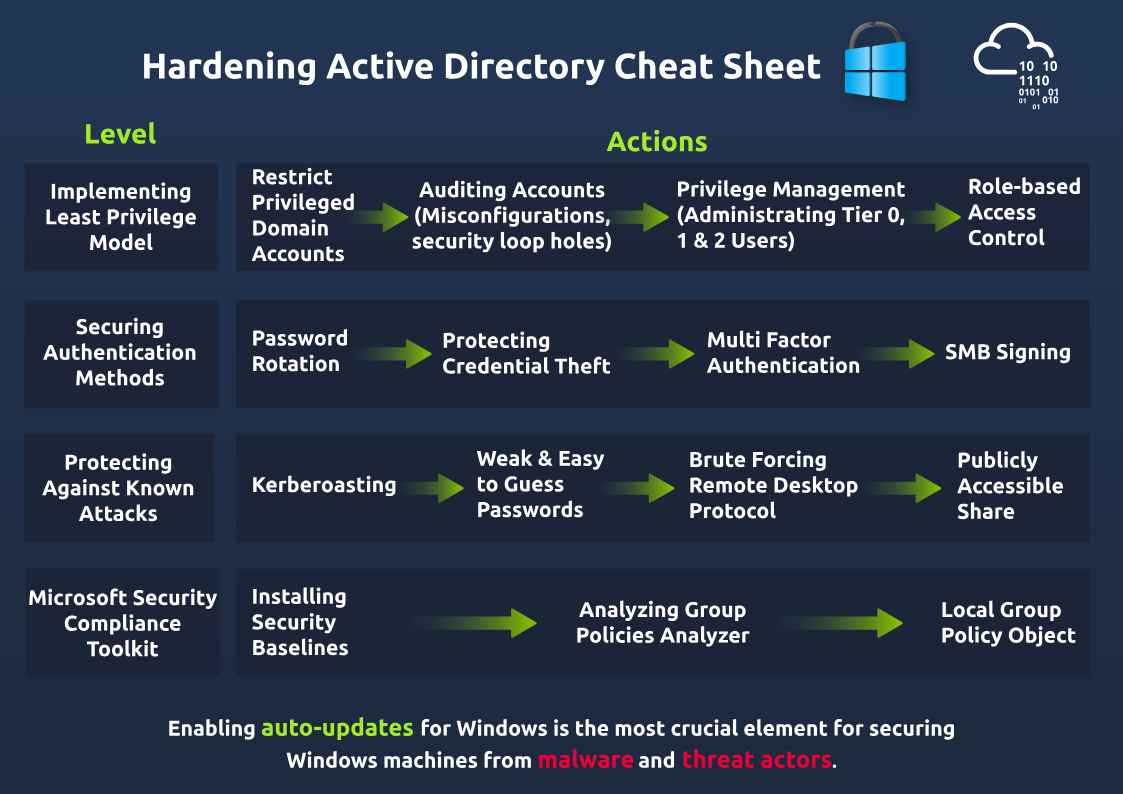 Hardening Active Directory Cheat Sheet
10 10
1110
0101 01
01 010
01
Level
Actions
Implementing
Least Privilege
Model
Restrict
Privileged
Domain
Accounts
Auditing Accounts
(Misconfigurations,
security loop holes)
Privilege Management
(Administrating Tier 0,
1 & 2 Users)
Role-based
Access
Control
Securing
Authentication
Methods
Password
Rotation
Protecting
Credential Theft
Multi Factor
Authentication
SMB Signing
Protecting
Against Known
Attacks
Kerberoasting
Weak & Easy
to Guess
Passwords
Brute Forcing
Remote Desktop
Protocol
Publicly
Accessible
Share
Microsoft Security
Compliance
Toolkit
Installing
Security
Baselines
Analyzing Group
Policies Analyzer
Local Group
Policy Object
Enabling auto-updates for Windows is the most crucial element for securing
Windows machines from malware and threat actors.